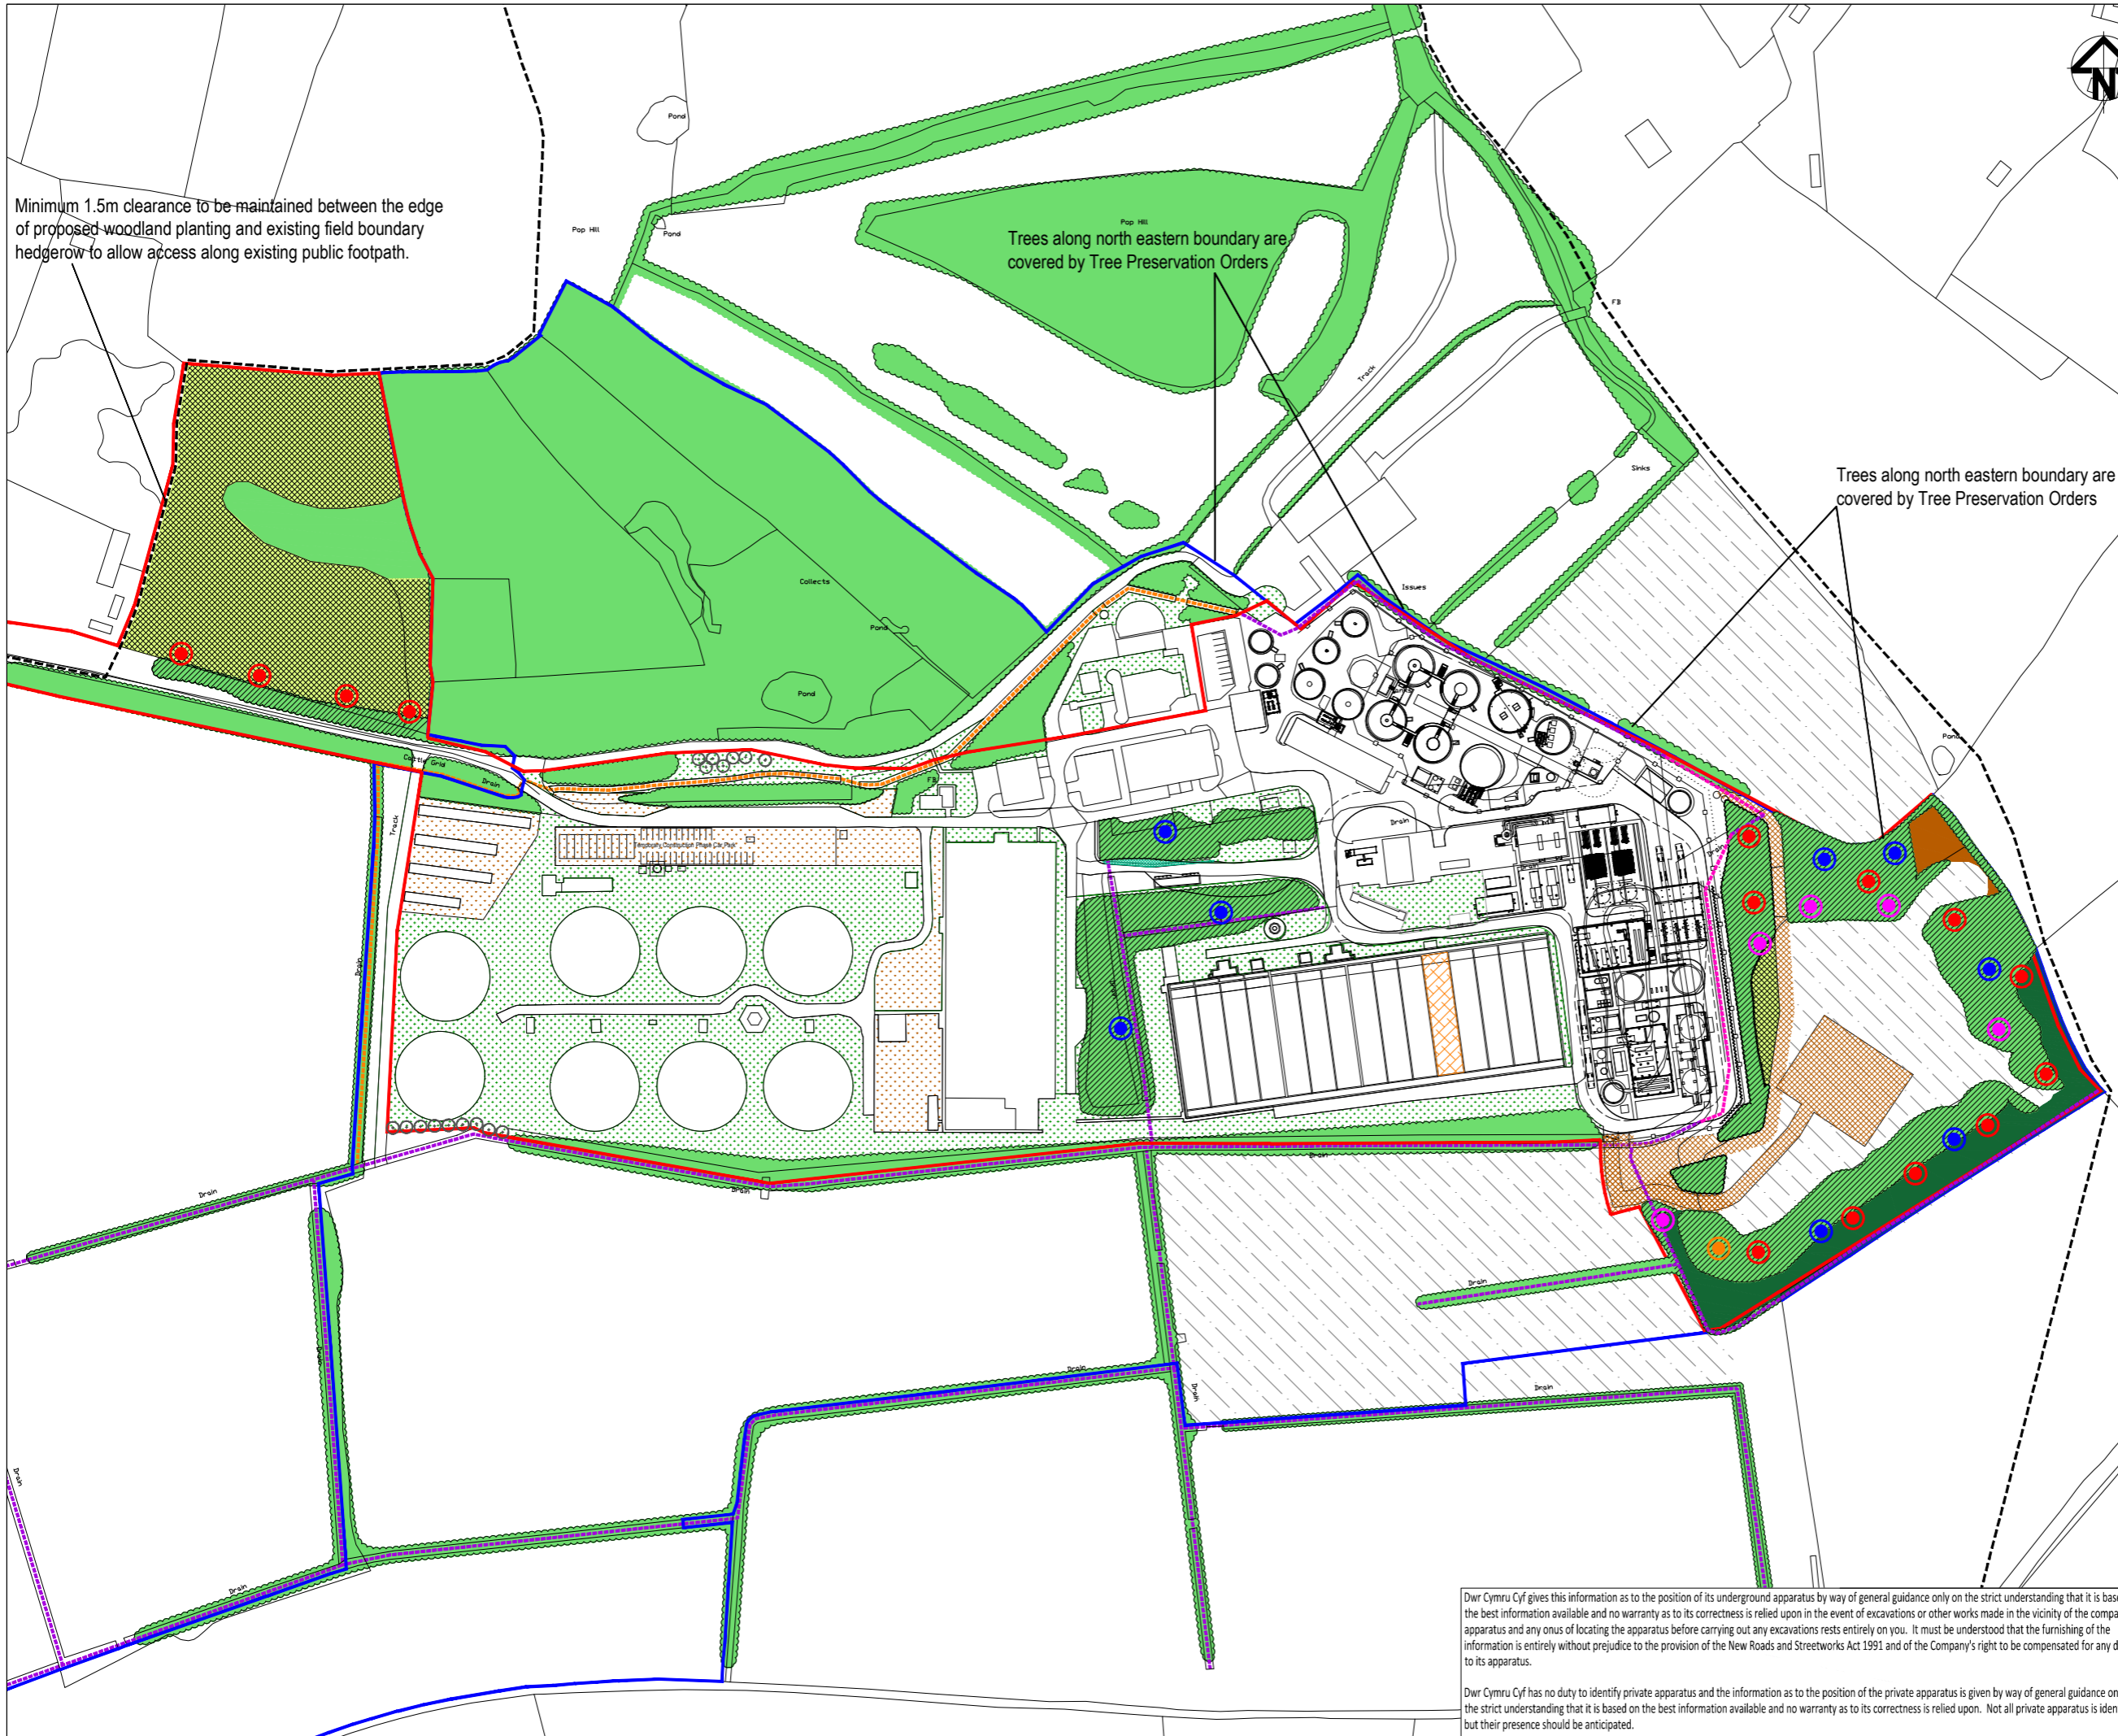 N
Pond
Minimum 1.5m clearance to be maintained between the edge
of proposed woodland planting and existing field boundary
hedgerow to allow access along existing public footpath.
Pop Hill
Pond
Pop Hill
Trees along north eastern boundary are
covered by Tree Preservation Orders
FB
Track
Sinks
Trees along north eastern boundary are
covered by Tree Preservation Orders
Collects
Issues
Pond
Pond
Pond
Cattle Grid
Drain
FB
Track
Temporary Construction Phase Car Park
Drain
Drain
Drain
Drain
Drain
Drain
Drain
Drain
Drain
Drain
Drain
Drain
Drain
Drain
Dwr Cymru Cyf gives this information as to the position of its underground apparatus by way of general guidance only on the strict understanding that it is base
the best information available and no warranty as to its correctness is relied upon in the event of excavations or other works made in the vicinity of the compa
apparatus and any onus of locating the apparatus before carrying out any excavations rests entirely on you. It must be understood that the furnishing of the
information is entirely without prejudice to the provision of the New Roads and Streetworks Act 1991 and of the Company's right to be compensated for any d
to its apparatus.
Dwr Cymru Cyf has no duty to identify private apparatus and the information as to the position of the private apparatus is given by way of general guidance on
the strict understanding that it is based on the best information available and no warranty as to its correctness is relied upon. Not all private apparatus is iden
but their presence should be anticipated.